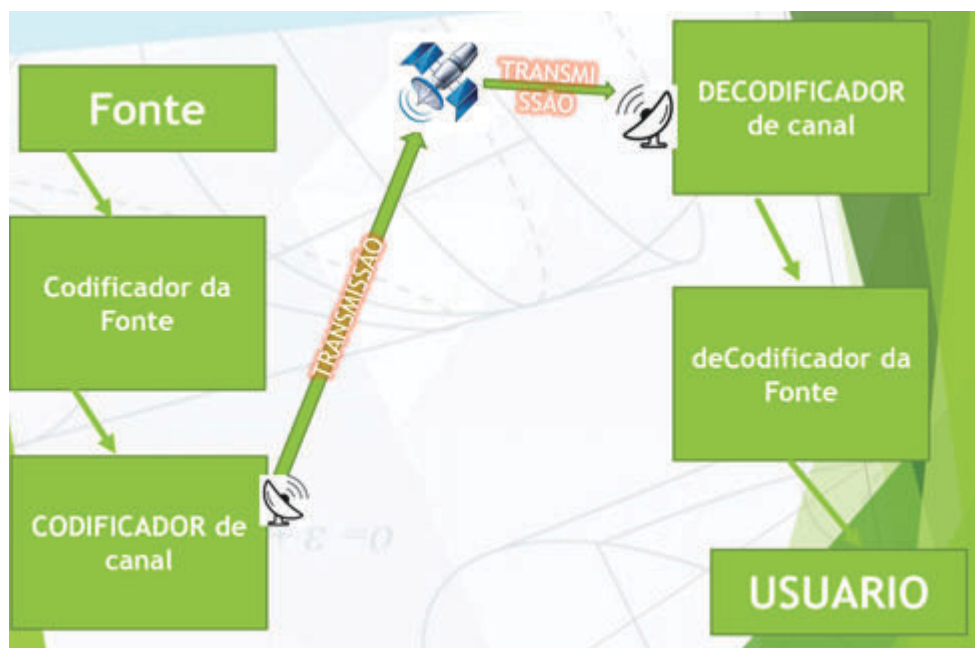 Fonte
Codificador da
Fonte
CODIFICADOR de
canal
TRANSMISSÃO
TRANSMI
SSÃO
DECODIFICADOR
de canal
deCodificador da
Fonte
USUARIO